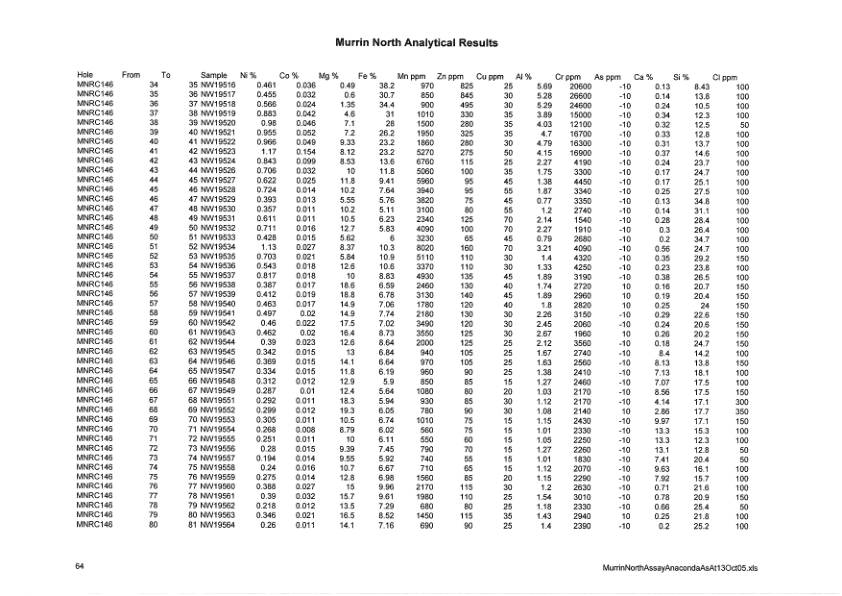 Murrin North Analytical Results
Hole From To Sample Ni % Co % Mg % Fe % Mn ppm Zn ppm Cu ppm Al % Cr ppm As ppm Ca % Si % Cl ppm
MNRC146 34 35 NW19516 0.461 0.036 0.49 38.2 970 825 25 5.69 20600 -10 0.13 8.43 100
MNRC146 35 36 NW19517 0.455 0.032 0.6 30.7 850 845 30 5.28 26600 -10 0.14 13.6 100
MNRC146 36 37 NW19518 0.566 0.024 1.35 34.4 900 495 30 5.29 24600 -10 0.24 10.5 100
MNRC146 37 38 NW19519 0.883 0.042 4.6 31 1010 330 35 3.89 15000 -10 0.34 12.3 100
MNRC146 38 39 NW19520 0.98 0.046 7.1 28 1500 280 35 4.03 12100 -10 0.32 12.5 50
MNRC146 39 40 NW19521 0.955 0.052 7.2 26.2 1950 325 35 4.7 16700 -10 0.33 12.8 100
MNRC146 40 41 NW19522 0.966 0.049 9.33 23.2 1860 280 30 4.79 16300 -10 0.31 13.7 100
MNRC146 41 42 NW19523 1.17 0.154 8.12 23.2 5270 275 50 4.15 16900 -10 0.37 14.6 100
MNRC146 42 43 NW19524 0.843 0.099 8.53 13.6 6760 115 25 2.27 4190 -10 0.24 23.7 100
MNRC146 43 44 NW19526 0.706 0.032 10 11.8 5060 100 35 1.75 3300 -10 0.17 24.7 100
MNRC146 44 45 NW19527 0.622 0.025 11.8 9.41 5960 95 45 1.38 4450 -10 0.17 25.1 100
MNRC146 45 46 NW19528 0.724 0.014 10.2 7.64 3940 95 55 1.87 3340 -10 0.25 27.5 100
MNRC146 46 47 NW19529 0.393 0.013 5.55 5.76 3820 75 45 0.77 3350 -10 0.13 34.8 100
MNRC146 47 48 NW19530 0.357 0.011 10.2 5.11 3100 80 55 1.2 2740 -10 0.14 31.1 100
MNRC146 48 49 NW19531 0.611 0.011 10.5 6.23 2340 125 70 2.14 1540 -10 0.28 28.4 100
MNRC146 49 50 NW19532 0.711 0.016 12.7 5.83 4090 100 70 2.27 1910 -10 0.3 26.4 100
MNRC146 50 51 NW19533 0.428 0.015 5.62 6 3230 65 45 0.79 2680 -10 0.2 34.7 100
MNRC146 51 52 NW19534 1.13 0.027 8.37 10.3 8020 160 70 3.21 4090 -10 0.56 24.7 100
MNRC146 52 53 NW19535 0.703 0.021 5.84 10.9 5110 110 30 1.4 4320 -10 0.35 29.2 150
MNRC146 53 54 NW19536 0.543 0.018 12.6 10.6 3370 110 30 1.33 4250 -10 0.23 23.8 100
MNRC146 54 55 NW19537 0.817 0.018 10 8.83 4930 135 45 1.89 3190 -10 0.38 26.5 100
MNRC146 55 56 NW19538 0.387 0.017 18.6 6.59 2460 130 40 1.74 2720 10 0.16 20.7 150
MNRC146 56 57 NW19539 0.412 0.019 18.8 6.78 3130 140 45 1.89 2960 10 0.19 20.4 150
MNRC146 57 58 NW19540 0.463 0.017 14.9 7.06 1780 120 40 1.8 2820 10 0.25 24 150
MNRC146 58 59 NW19541 0.497 0.02 14.9 7.74 2180 130 30 2.26 3150 -10 0.29 22.6 150
MNRC146 59 60 NW19542 0.46 0.022 17.5 7.02 3490 120 30 2.45 2060 -10 0.24 20.6 150
MNRC146 60 61 NW19543 0.462 0.02 16.4 8.73 3550 125 30 2.67 1960 10 0.26 20.2 150
MNRC146 61 62 NW19544 0.39 0.023 12.6 8.64 2000 125 25 2.12 3560 -10 0.18 24.7 150
MNRC146 62 63 NW19545 0.342 0.015 13 6.84 940 105 25 1.67 2740 -10 8.4 14.2 100
MNRC146 63 64 NW19546 0.369 0.015 14.1 6.64 970 105 25 1.63 2560 -10 8.13 13.8 150
MNRC146 64 65 NW19547 0.334 0.015 11.8 6.19 960 90 25 1.38 2410 -10 7.13 18.1 100
MNRC146 65 66 NW19548 0.312 0.012 12.9 5.9 850 85 15 1.27 2460 -10 7.07 17.5 100
MNRC146 66 67 NW19549 0.287 0.01 12.4 5.64 1080 80 20 1.03 2170 -10 8.56 17.5 150
MNRC146 67 68 NW19551 0.292 0.011 18.3 5.94 930 85 30 1.12 2170 -10 4.14 17.1 300
MNRC146 68 69 NW19552 0.299 0.012 19.3 6.05 780 90 30 1.08 2140 10 2.86 17.7 350
MNRC146 69 70 NW19553 0.305 0.011 10.5 6.74 1010 75 15 1.15 2430 -10 9.97 17.1 150
MNRC146 70 71 NW19554 0.268 0.008 8.79 6.02 560 75 15 1.01 2330 -10 13.3 15.3 100
MNRC146 71 72 NW19555 0.251 0.011 10 6.11 550 60 15 1.05 2250 -10 13.3 12.3 100
MNRC146 72 73 NW19556 0.28 0.015 9.39 7.45 790 70 15 1.27 2260 -10 13.1 12.8 50
MNRC146 73 74 NW19557 0.194 0.014 9.55 5.92 740 55 15 1.01 1830 -10 7.41 20.4 50
MNRC146 74 75 NW19558 0.24 0.016 10.7 6.67 710 65 15 1.12 2070 -10 9.63 16.1 100
MNRC146 75 76 NW19559 0.275 0.014 12.8 6.98 1560 85 20 1.15 2290 -10 7.92 15.7 100
MNRC146 76 77 NW19560 0.388 0.027 15 9.96 2170 115 30 1.2 2630 -10 0.71 21.6 100
MNRC146 77 78 NW19561 0.39 0.032 15.7 9.61 1980 110 25 1.54 3010 -10 0.78 20.9 150
MNRC146 78 79 NW19562 0.218 0.012 13.5 7.29 680 80 25 1.18 2330 -10 0.66 25.4 50
MNRC146 79 80 NW19563 0.346 0.021 16.5 8.52 1450 115 35 1.43 2940 10 0.25 21.8 100
MNRC146 80 81 NW19564 0.26 0.011 14.1 7.16 690 90 25 1.4 2390 -10 0.2 25.2 100
64 MurrinNorthAssayAnacondaAsAt13Oct05.xls